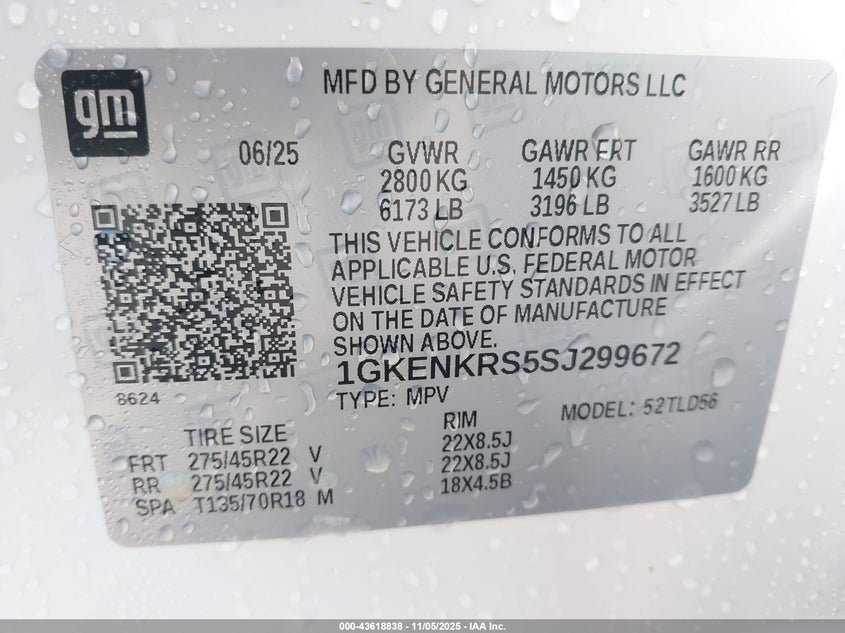 gm
MFD BY GENERAL MOTORS LLC
06/25 GVWR GAWR FRT GAWR RR
2800 KG 1450 KG 1600 KG
6173 LB 3196 LB 3527 LB
THIS VEHICLE CONFORMS TO ALL
APPLICABLE U.S. FEDERAL MOTOR
VEHICLE SAFETY STANDARDS IN EFFECT
ON THE DATE OF MANUFACTURE
SHOWN ABOVE.
1GKENKRS5SJ299672
8624
TYPE: MPV
MODEL: 52TLD56
TIRE SIZE RIM
FRT 275/45R22 V 22X8.5J
RR 275/45R22 V 22X8.5J
SPA T135/70R18 M 18X4.5B
000-43618838 - 11/05/2025 - IAA Inc.